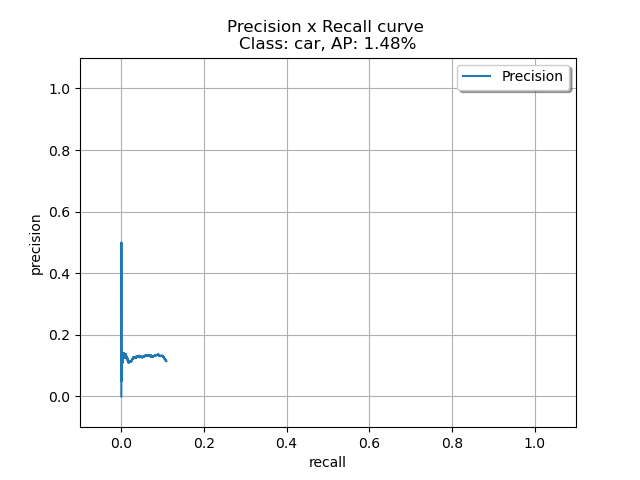 Precision x Recall curve
Class: car, AP: 1.48%
Precision
1.0
0.8
0.6
0.4
0.2
0.0
precision
0.0 0.2 0.4 0.6 0.8 1.0
recall